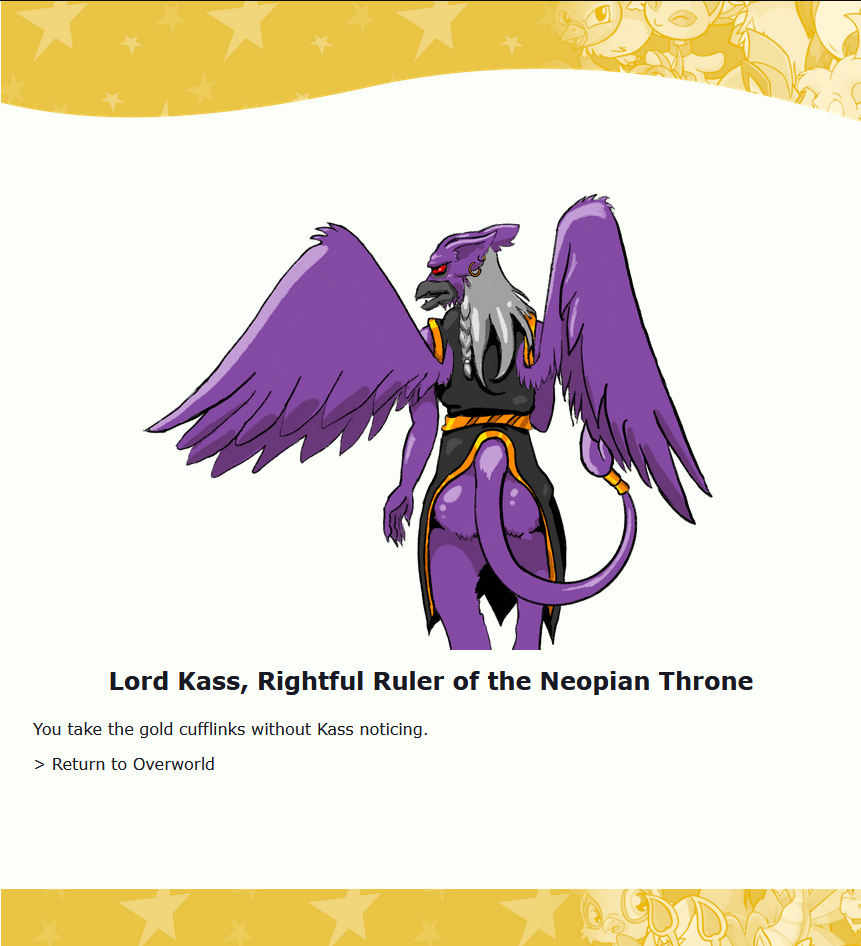 Lord Kass, Rightful Ruler of the Neopian Throne
You take the gold cufflinks without Kass noticing.
> Return to Overworld